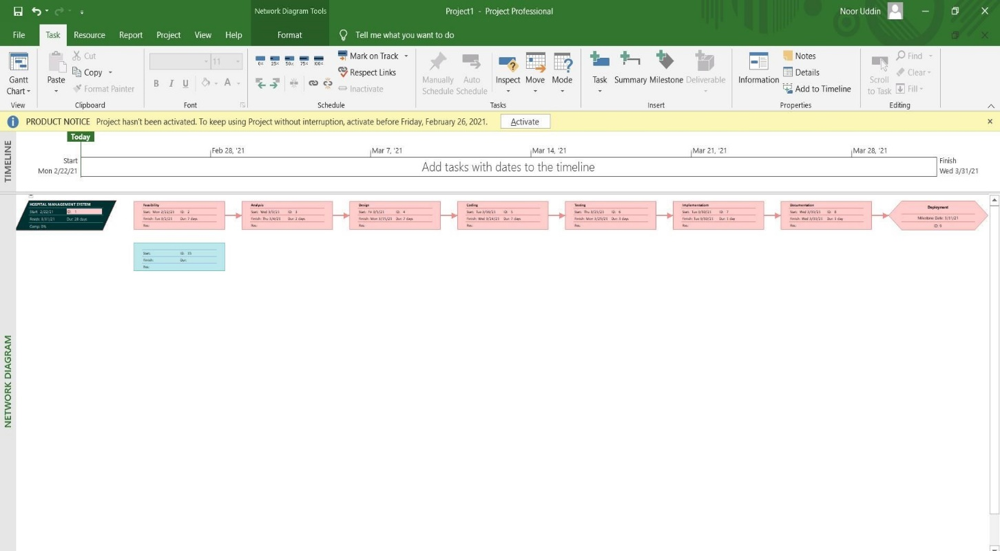 Network Diagram Tools
Project1 - Project Professional
Noor Uddin
File Task Resource Report Project View Help Format Tell me what you want to do
Gantt Chart
View
Paste
Cut
Copy
Format Painter
Clipboard
11
B I U A
Font
0% 25% 50% 75% 100%
Mark on Track
Respect Links
Inactivate
Schedule
Manually Schedule
Auto Schedule
Inspect
Move
Mode
Tasks
Task
Summary
Milestone
Deliverable
Insert
Information
Notes
Details
Add to Timeline
Properties
Scroll to Task
Find
Clear
Fill
Editing
PRODUCT NOTICE Project hasn't been activated. To keep using Project without interruption, activate before Friday, February 26, 2021. Activate
TIMELINE
Today
Feb 28, '21
Mar 7, '21
Mar 14, '21
Mar 21, '21
Mar 28, '21
Start
Mon 2/22/21
Add tasks with dates to the timeline
Finish
Wed 3/31/21
NETWORK DIAGRAM
HOSPITAL MANAGEMENT SYSTEM
Start: 2/22/21 ID: 1
Finish: 3/31/21 Dur: 28 days
Comp: 0%
Feasibility
Start: Mon 2/22/21 ID: 2
Finish: Tue 3/2/21 Dur: 7 days
Res:
Analysis
Start: Wed 3/3/21 ID: 3
Finish: Thu 3/4/21 Dur: 2 days
Res:
Design
Start: Fri 3/5/21 ID: 4
Finish: Mon 3/15/21 Dur: 7 days
Res:
Coding
Start: Tue 3/16/21 ID: 5
Finish: Wed 3/24/21 Dur: 7 days
Res:
Testing
Start: Thu 3/25/21 ID: 6
Finish: Mon 3/29/21 Dur: 3 days
Res:
Implementation
Start: Tue 3/30/21 ID: 7
Finish: Tue 3/30/21 Dur: 1 day
Res:
Documentation
Start: Wed 3/31/21 ID: 8
Finish: Wed 3/31/21 Dur: 1 day
Res:
Deployment
Milestone Date: 3/31/21
ID: 9
Start: ID: 35
Finish: Dur:
Res: